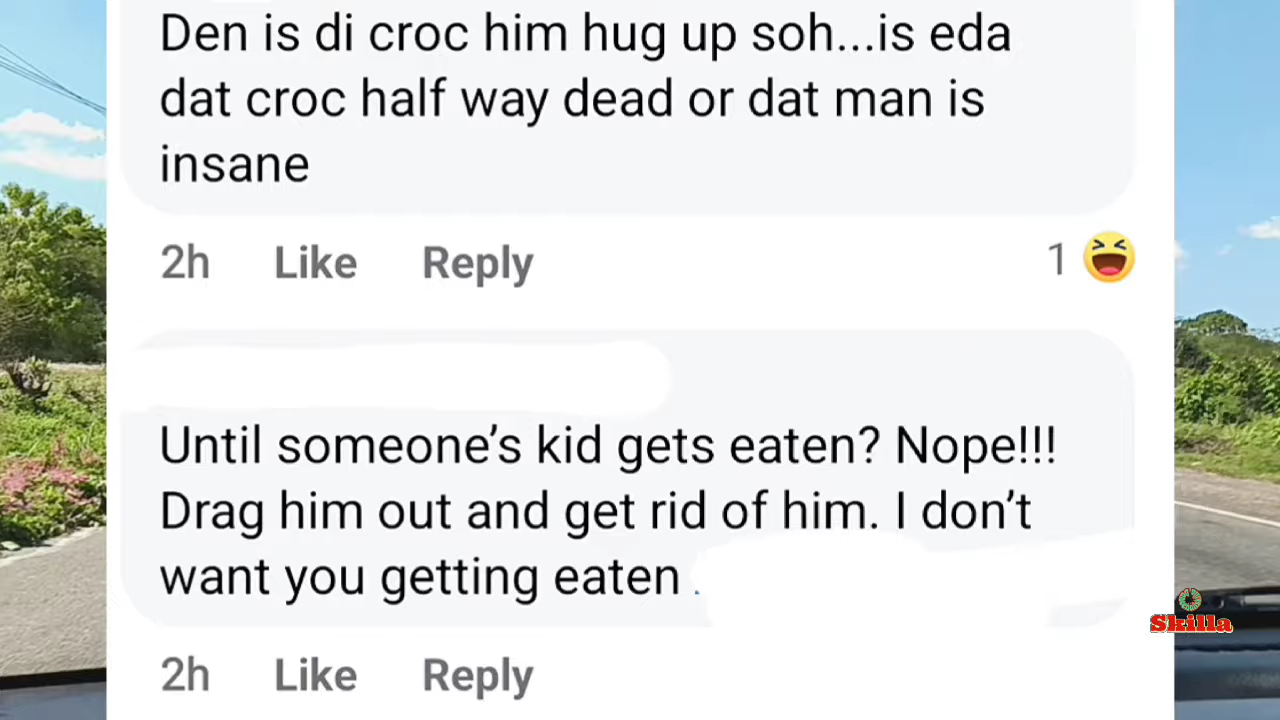 Den is di croc him hug up soh...is eda
dat croc half way dead or dat man is
insane
2h Like Reply 1
Until someone’s kid gets eaten? Nope!!!
Drag him out and get rid of him. I don’t
want you getting eaten .
2h Like Reply
Skilla